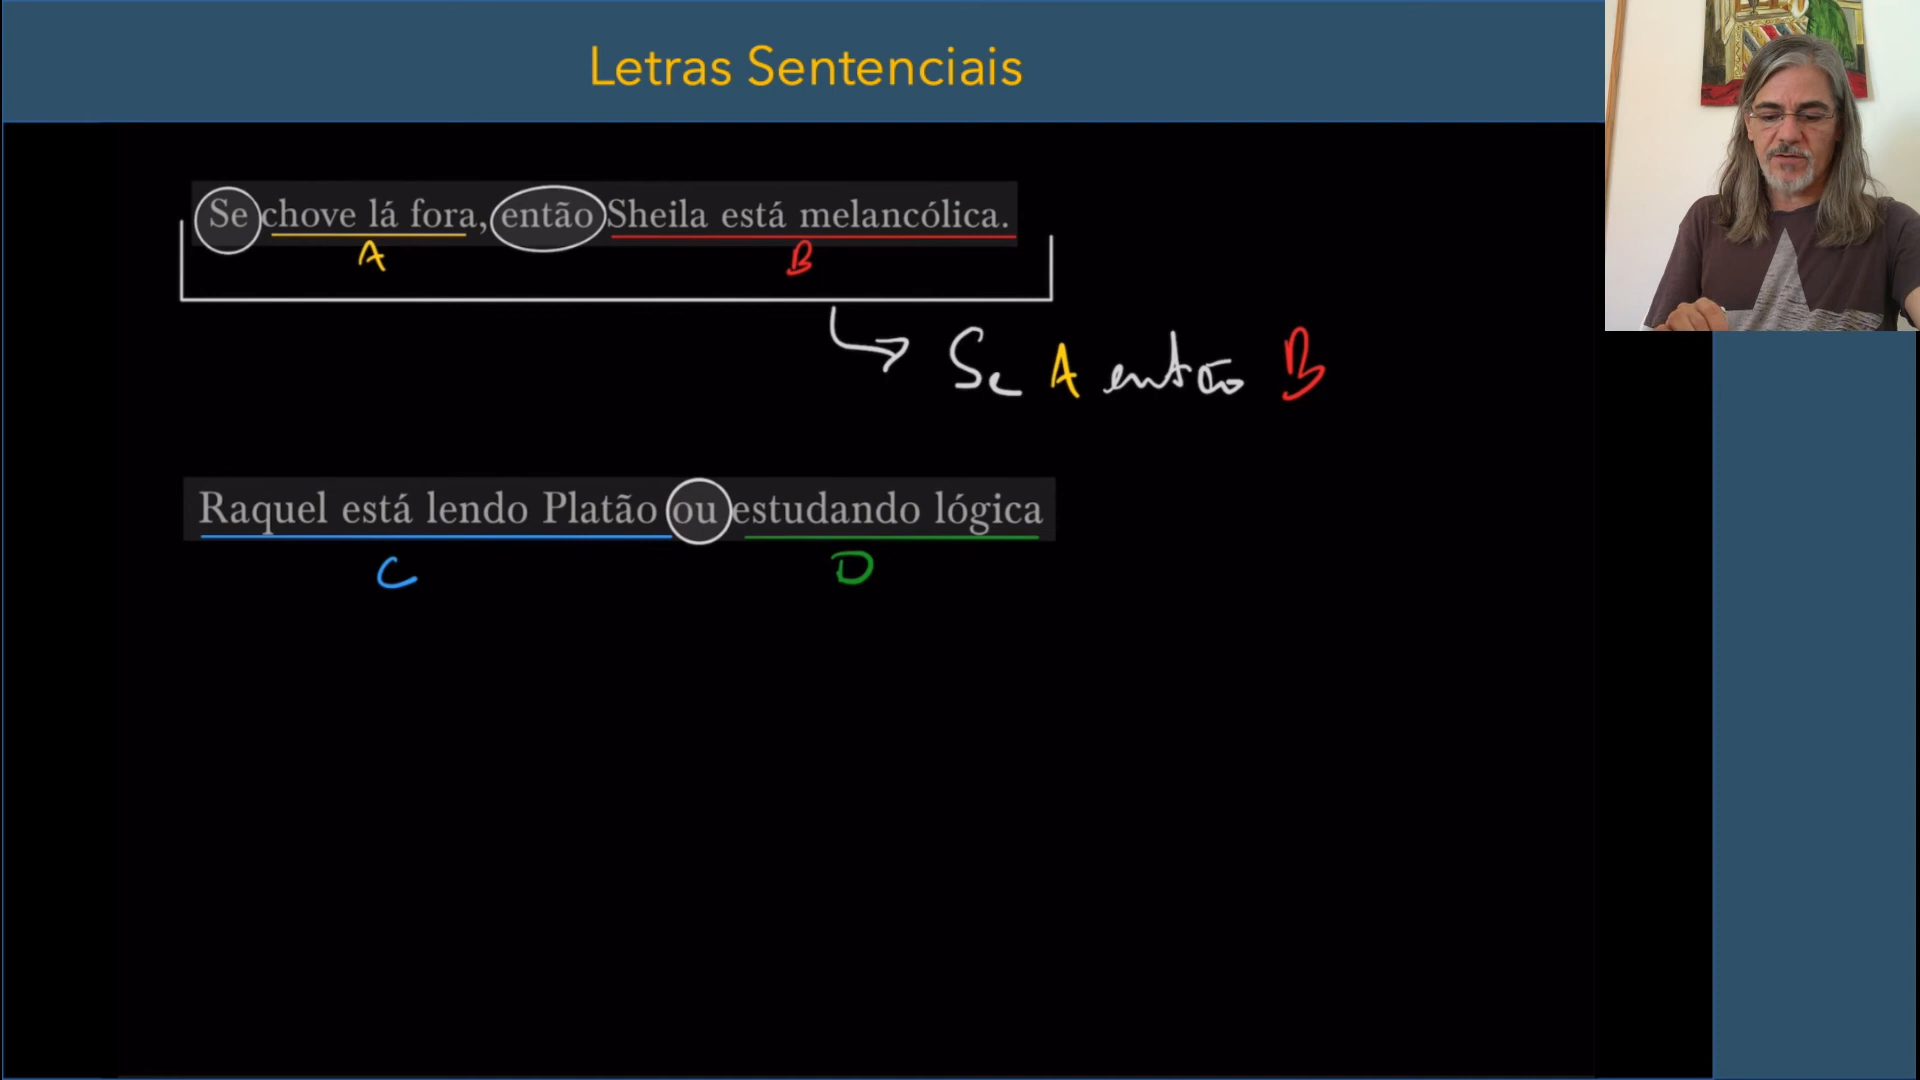 Letras Sentenciais
Se chove lá fora, então Sheila está melancólica.
A B
Se A então B
Raquel está lendo Platão ou estudando lógica
C D